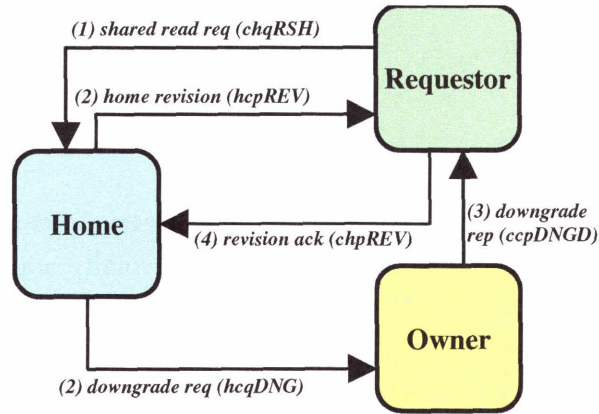 (1) shared read req (chqRSH)
Requestor
(2) home revision (hcpREV)
Home
(3) downgrade
rep (ccpDNGD)
(4) revision ack (chpREV)
Owner
(2) downgrade req (hcqDNG)